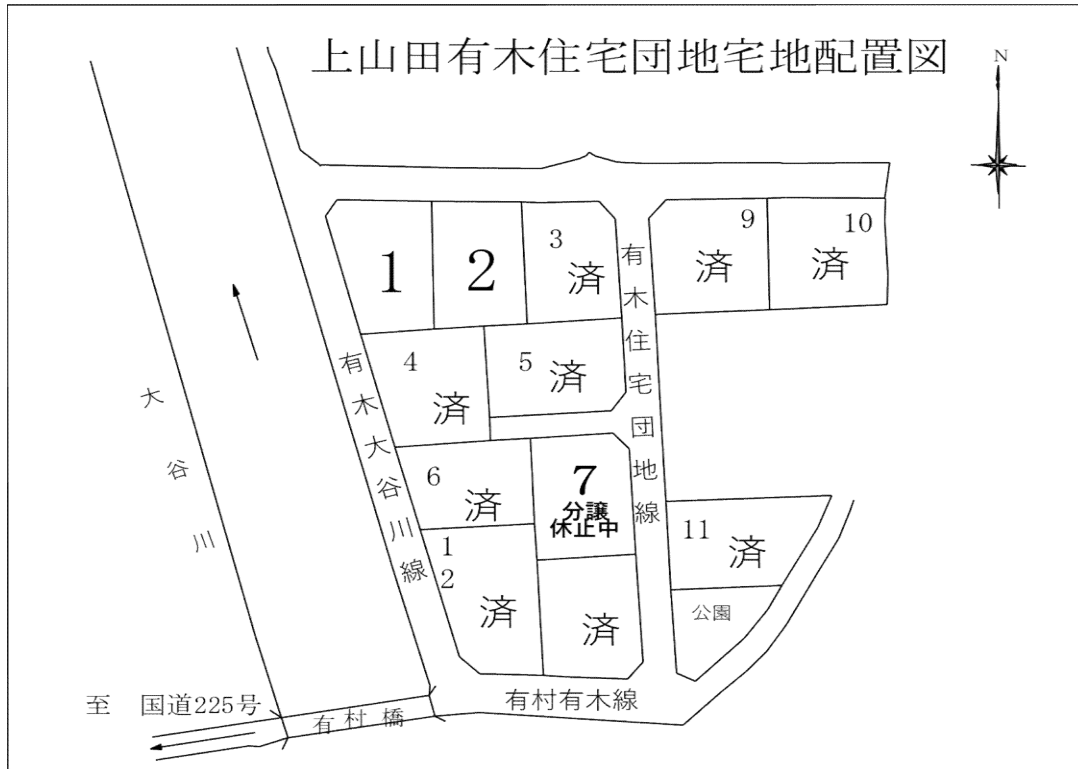 上山田有木住宅団地宅地配置図
N
1
2
3
済
9
済
10
済
4
済
5
済
6
済
7
分譲
休止中
11
済
公園
12
済
済
有木住宅団地線
有木大谷川線
大谷川
有村有木線
有村橋
至 国道225号